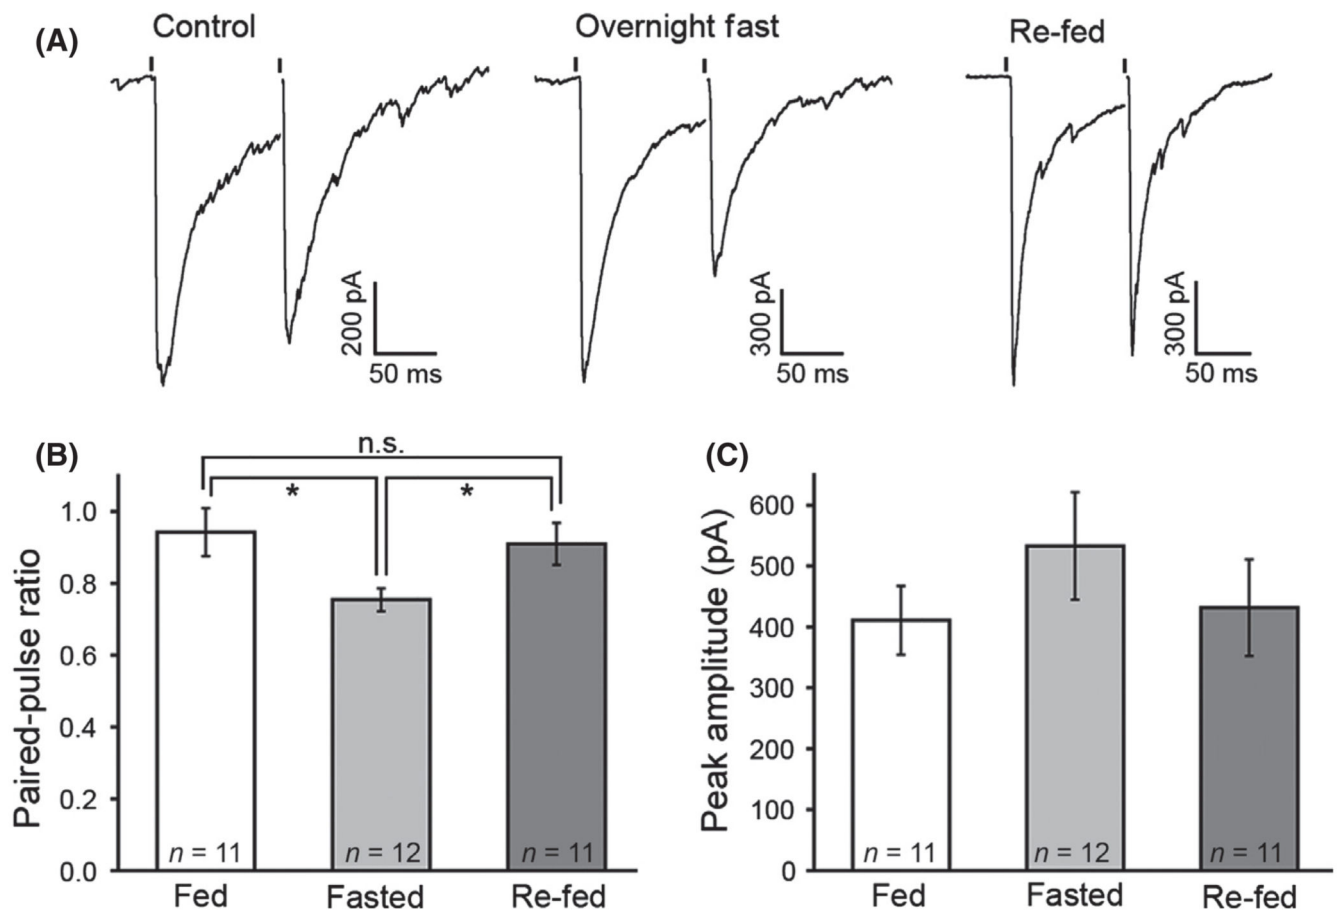 (A)
Control
Overnight fast
Re-fed
200 pA
50 ms
300 pA
50 ms
300 pA
50 ms
(B)
n.s.
*
*
Paired-pulse ratio
1.0
0.8
0.6
0.4
0.2
0.0
n = 11
n = 12
n = 11
Fed
Fasted
Re-fed
(C)
Peak amplitude (pA)
600
500
400
300
200
100
0
n = 11
n = 12
n = 11
Fed
Fasted
Re-fed